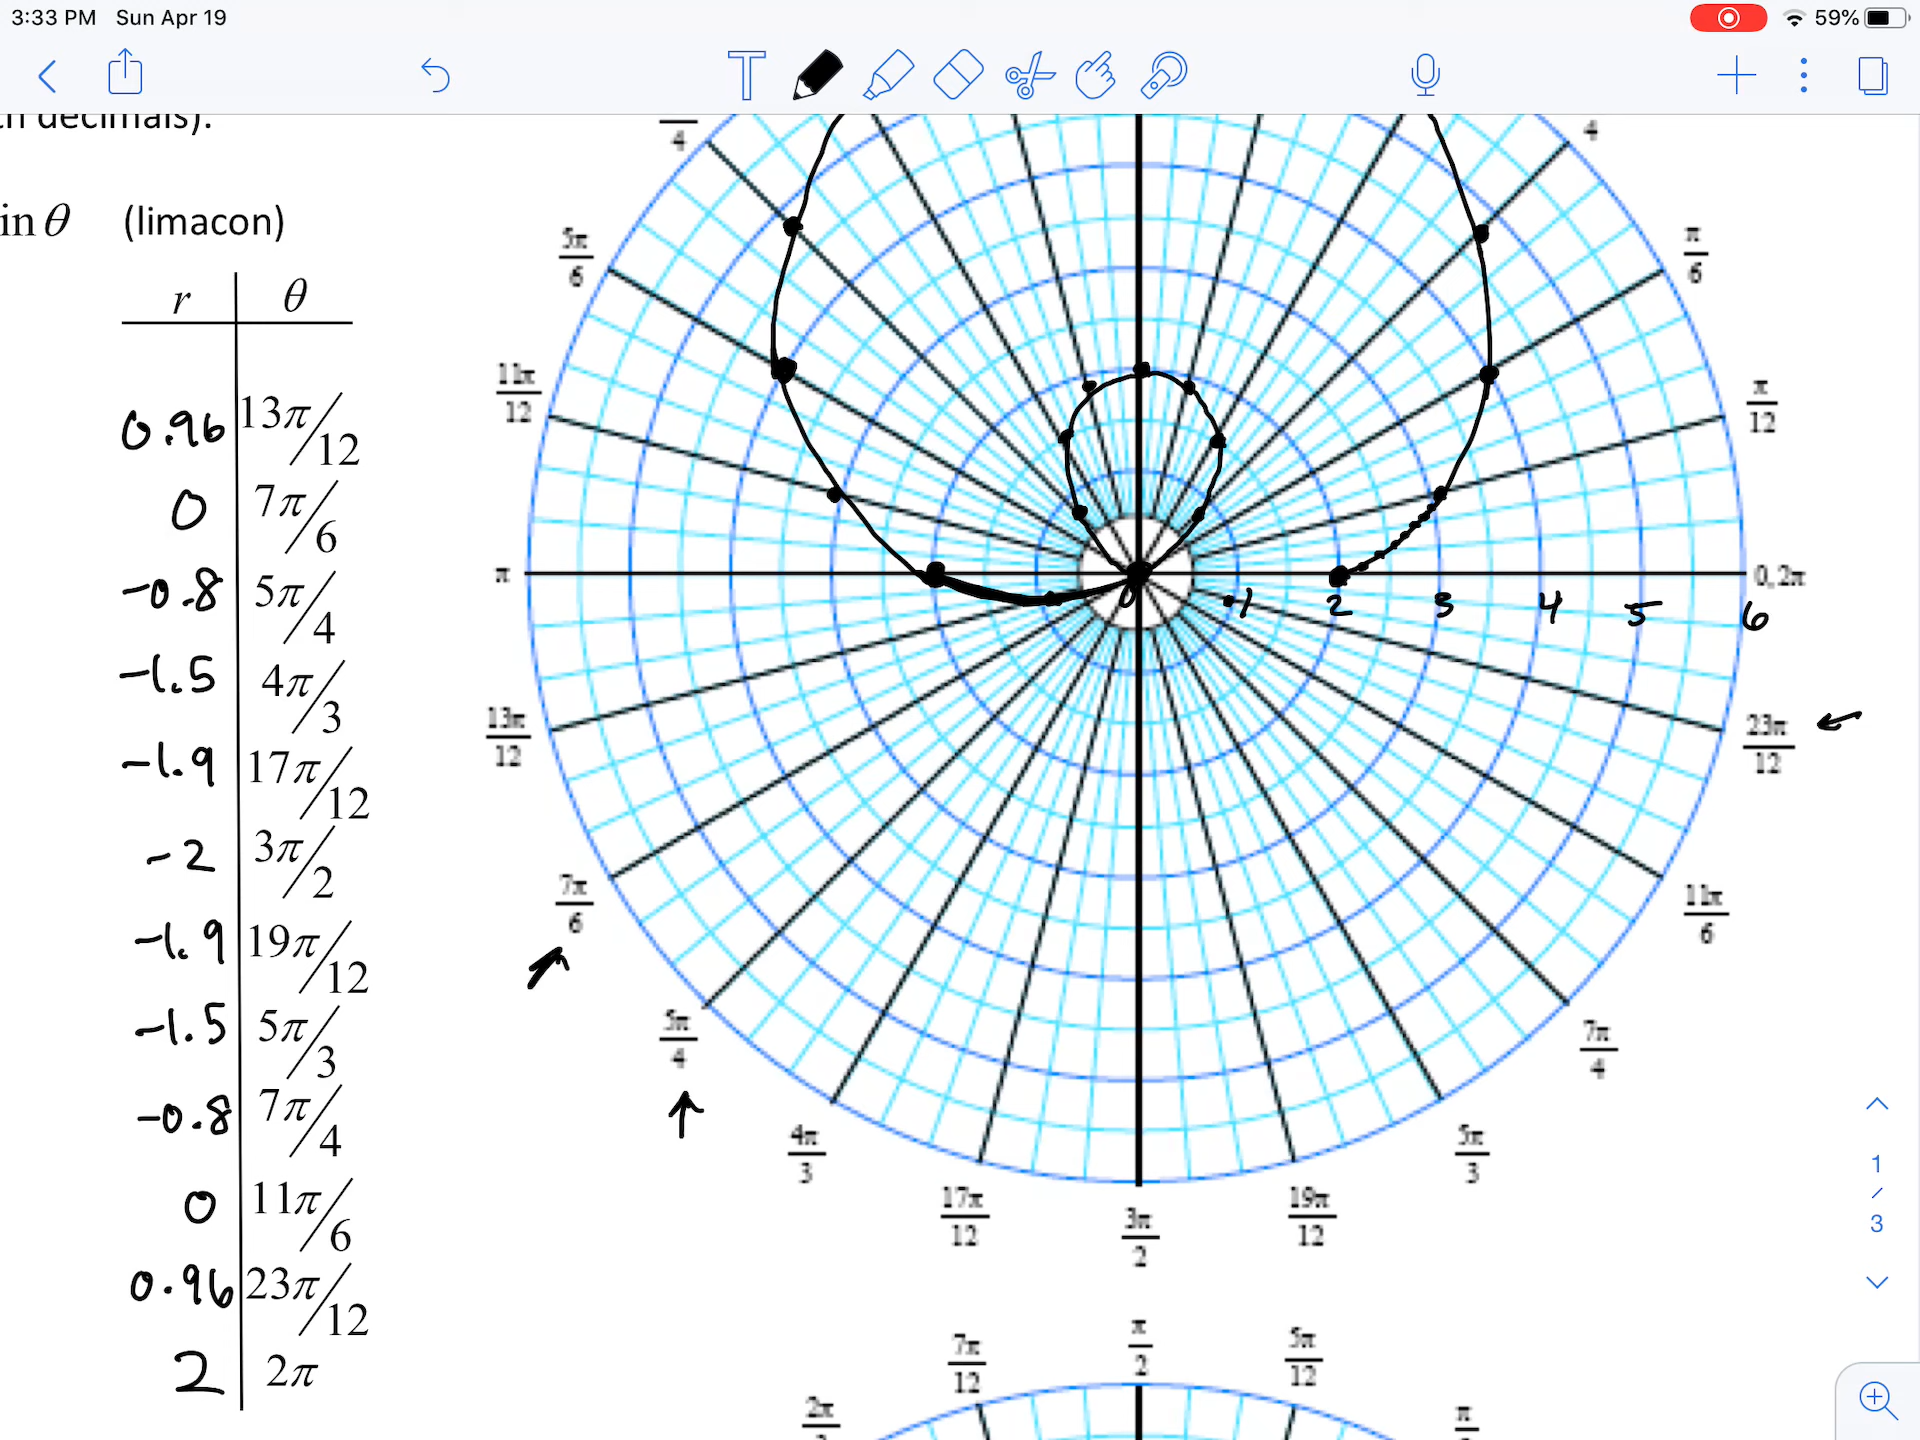 3:33 PM Sun Apr 19 59%
T
th decimals).
in θ (limacon)
r θ
0.96 13π/12
0 7π/6
-0.8 5π/4
-1.5 4π/3
-1.9 17π/12
-2 3π/2
-1.9 19π/12
-1.5 5π/3
-0.8 7π/4
0 11π/6
0.96 23π/12
2 2π
4
4
5π/6
π/6
11π/12
π/12
π
0, 2π
0 1 2 3 4 5 6
13π/12
23π/12
7π/6
11π/6
5π/4
7π/4
4π/3
5π/3
17π/12
3π/2
19π/12
1/3
7π/12
π/2
5π/12
2π
π